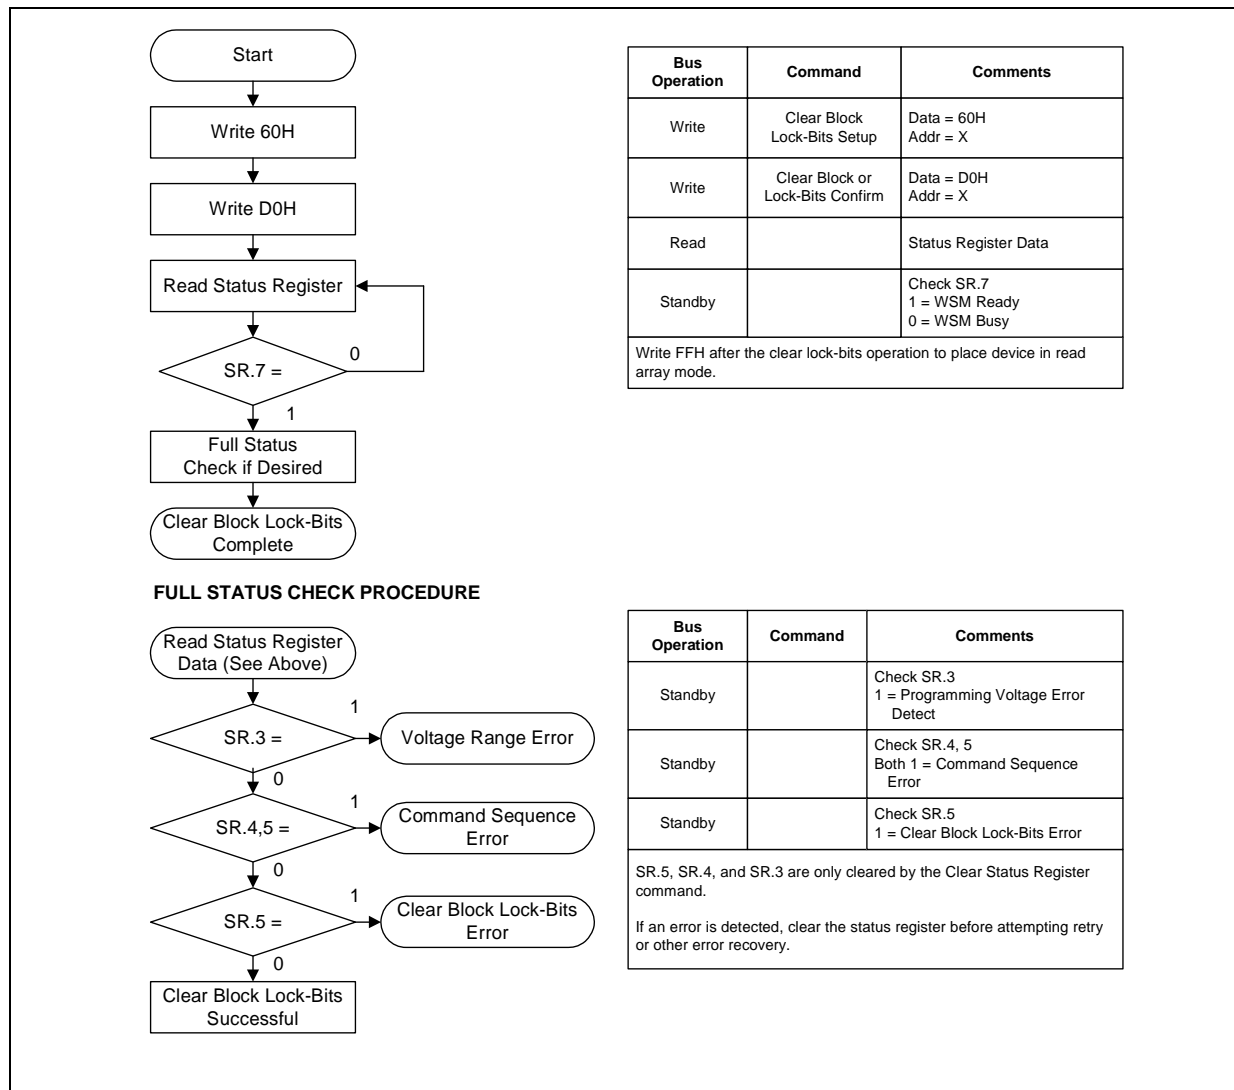 Start
Write 60H
Write D0H
Read Status Register
SR.7 =
0
1
Full Status
Check if Desired
Clear Block Lock-Bits
Complete
Bus
Operation
Command
Comments
Write
Clear Block
Lock-Bits Setup
Data = 60H
Addr = X
Write
Clear Block or
Lock-Bits Confirm
Data = D0H
Addr = X
Read
Status Register Data
Standby
Check SR.7
1 = WSM Ready
0 = WSM Busy
Write FFH after the clear lock-bits operation to place device in read
array mode.
FULL STATUS CHECK PROCEDURE
Read Status Register
Data (See Above)
SR.3 =
1
Voltage Range Error
0
SR.4,5 =
1
Command Sequence
Error
0
SR.5 =
1
Clear Block Lock-Bits
Error
0
Clear Block Lock-Bits
Successful
Bus
Operation
Command
Comments
Standby
Check SR.3
1 = Programming Voltage Error
Detect
Standby
Check SR.4, 5
Both 1 = Command Sequence
Error
Standby
Check SR.5
1 = Clear Block Lock-Bits Error
SR.5, SR.4, and SR.3 are only cleared by the Clear Status Register
command.
If an error is detected, clear the status register before attempting retry
or other error recovery.